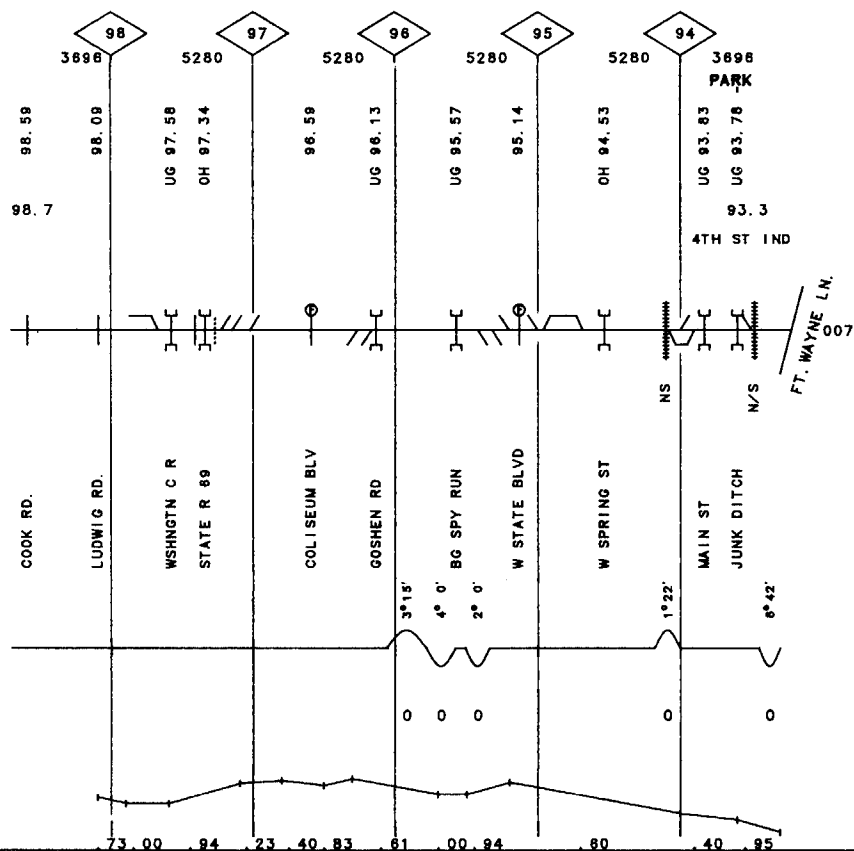 98 97 96 95 94
3696 5280 5280 5280 5280 3696
PARK
98.59 98.09 UG 97.58 OH 97.34 96.59 UG 96.13 UG 95.57 95.14 OH 94.53 UG 93.83 UG 93.78
98.7 93.3
4TH ST IND
F F
FT. WAYNE LN. 007
NS N/S
COOK RD. LUDWIG RD. WSHNGTN C R STATE R 69 COLISEUM BLV GOSHEN RD BG SPY RUN W STATE BLVD W SPRING ST MAIN ST JUNK DITCH
3°15' 4° 0' 2° 0' 1°22' 6°42'
0 0 0 0 0
.73 .00 .94 .23 .40 .83 .61 .00 .94 .60 .40 .95